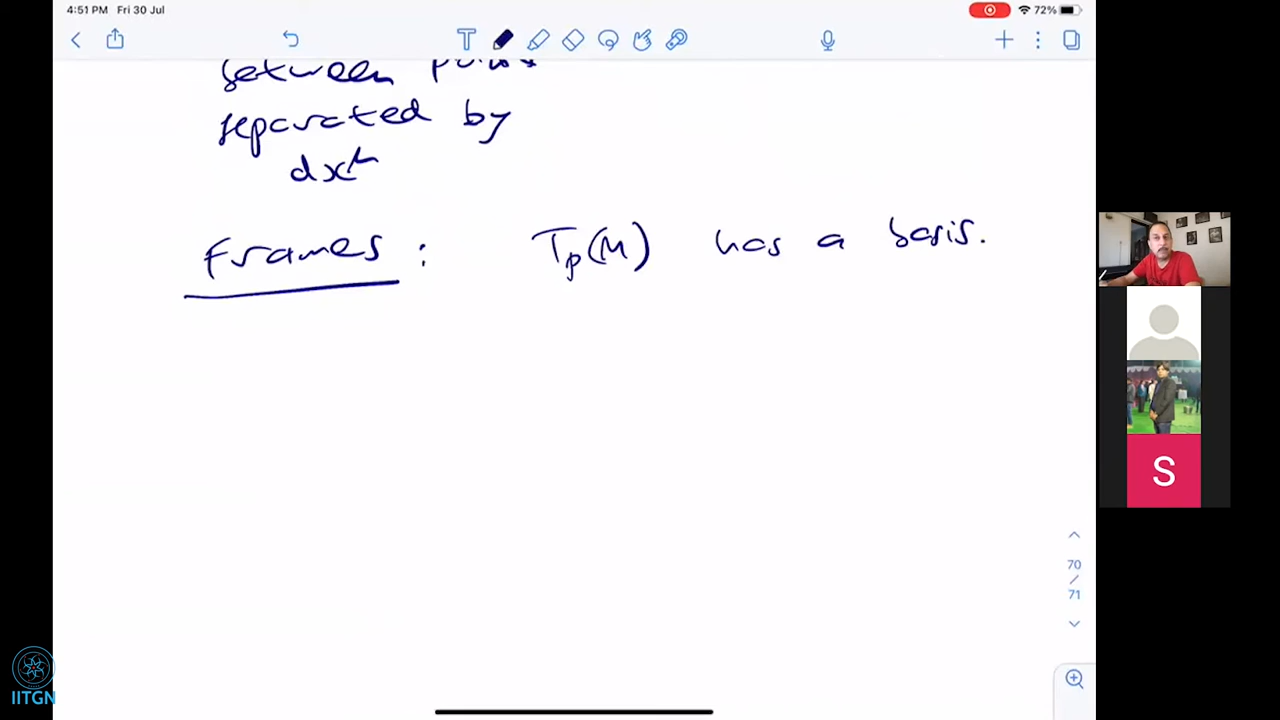 4:51 PM Fri 30 Jul
72%
between
separated by
dx^μ
Frames : T_p(M) has a basis.
S
70
/
71
IITGN